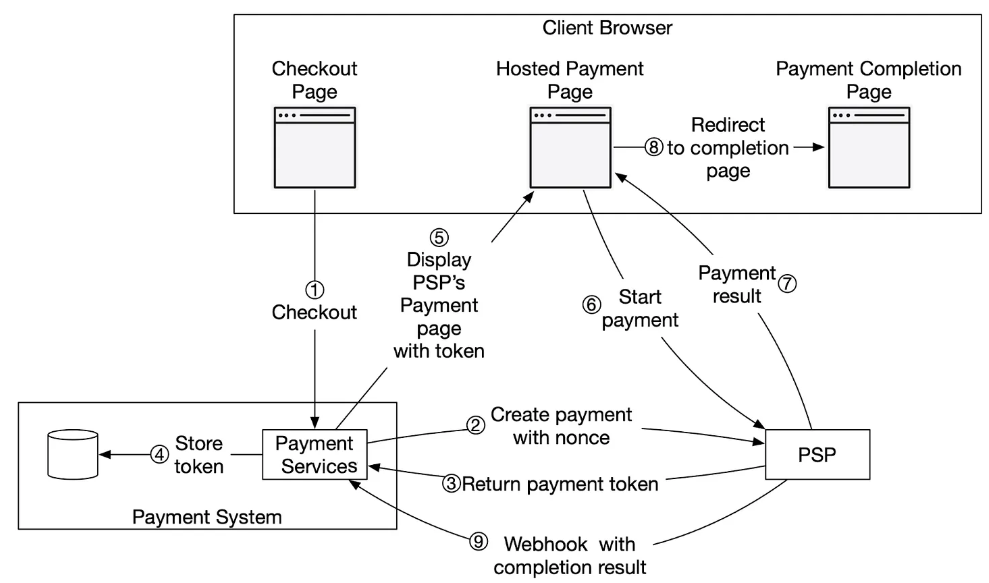 Client Browser
Checkout
Page
Hosted Payment
Page
Payment Completion
Page
Redirect
⑧ to completion
page
①
Checkout
⑤
Display
PSP's
Payment
page
with token
⑥ Start
payment
Payment ⑦
result
④ Store
token
Payment
Services
② Create payment
with nonce
③ Return payment token
PSP
Payment System
⑨ Webhook with
completion result